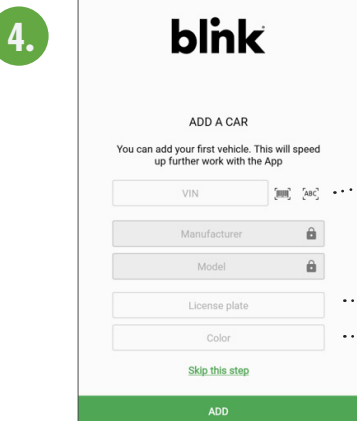 4.
blink
ADD A CAR
You can add your first vehicle. This will speed
up further work with the App
VIN
[ABC]
Manufacturer
Model
License plate
Color
Skip this step
ADD